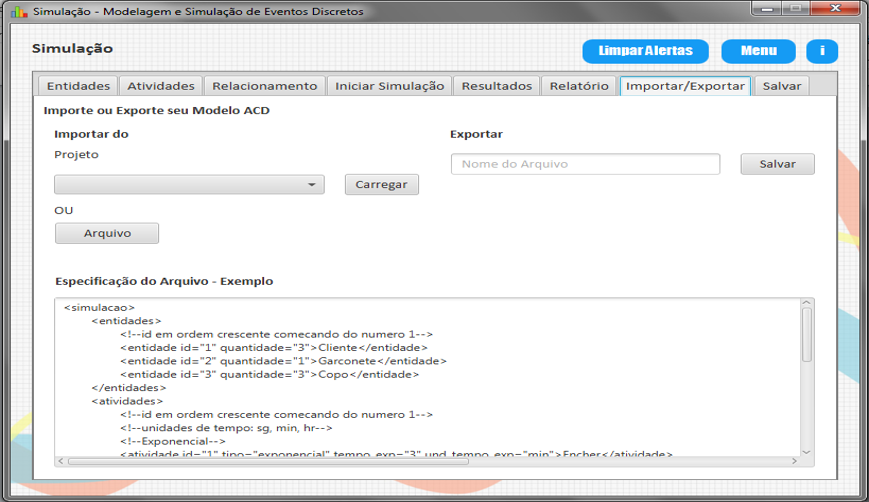 Simulação - Modelagem e Simulação de Eventos Discretos
Simulação
Limpar Alertas
Menu
i
Entidades
Atividades
Relacionamento
Iniciar Simulação
Resultados
Relatório
Importar/Exportar
Salvar
Importe ou Exporte seu Modelo ACD
Importar do
Exportar
Projeto
Nome do Arquivo
Salvar
Carregar
OU
Arquivo
Especificação do Arquivo - Exemplo
<simulacao>
<entidades>
<!--id em ordem crescente comecando do numero 1-->
<entidade id="1" quantidade="3">Cliente</entidade>
<entidade id="2" quantidade="1">Garconete</entidade>
<entidade id="3" quantidade="3">Copo</entidade>
</entidades>
<atividades>
<!--id em ordem crescente comecando do numero 1-->
<!--unidades de tempo: sg, min, hr-->
<!--Exponencial-->
<atividade id="1" tipo="exponencial" tempo_exp="3" und_tempo_exp="min">Encher</atividade>